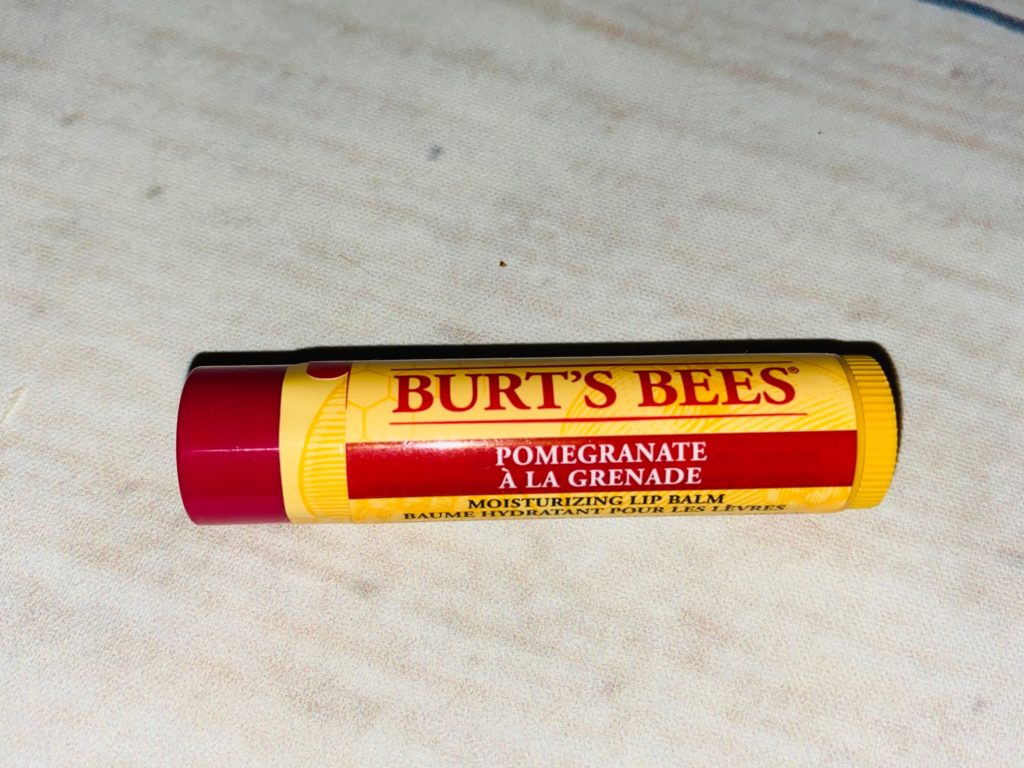 BURT'S BEES®
POMEGRANATE
À LA GRENADE
MOISTURIZING LIP BALM
BAUME HYDRATANT POUR LES LÈVRES